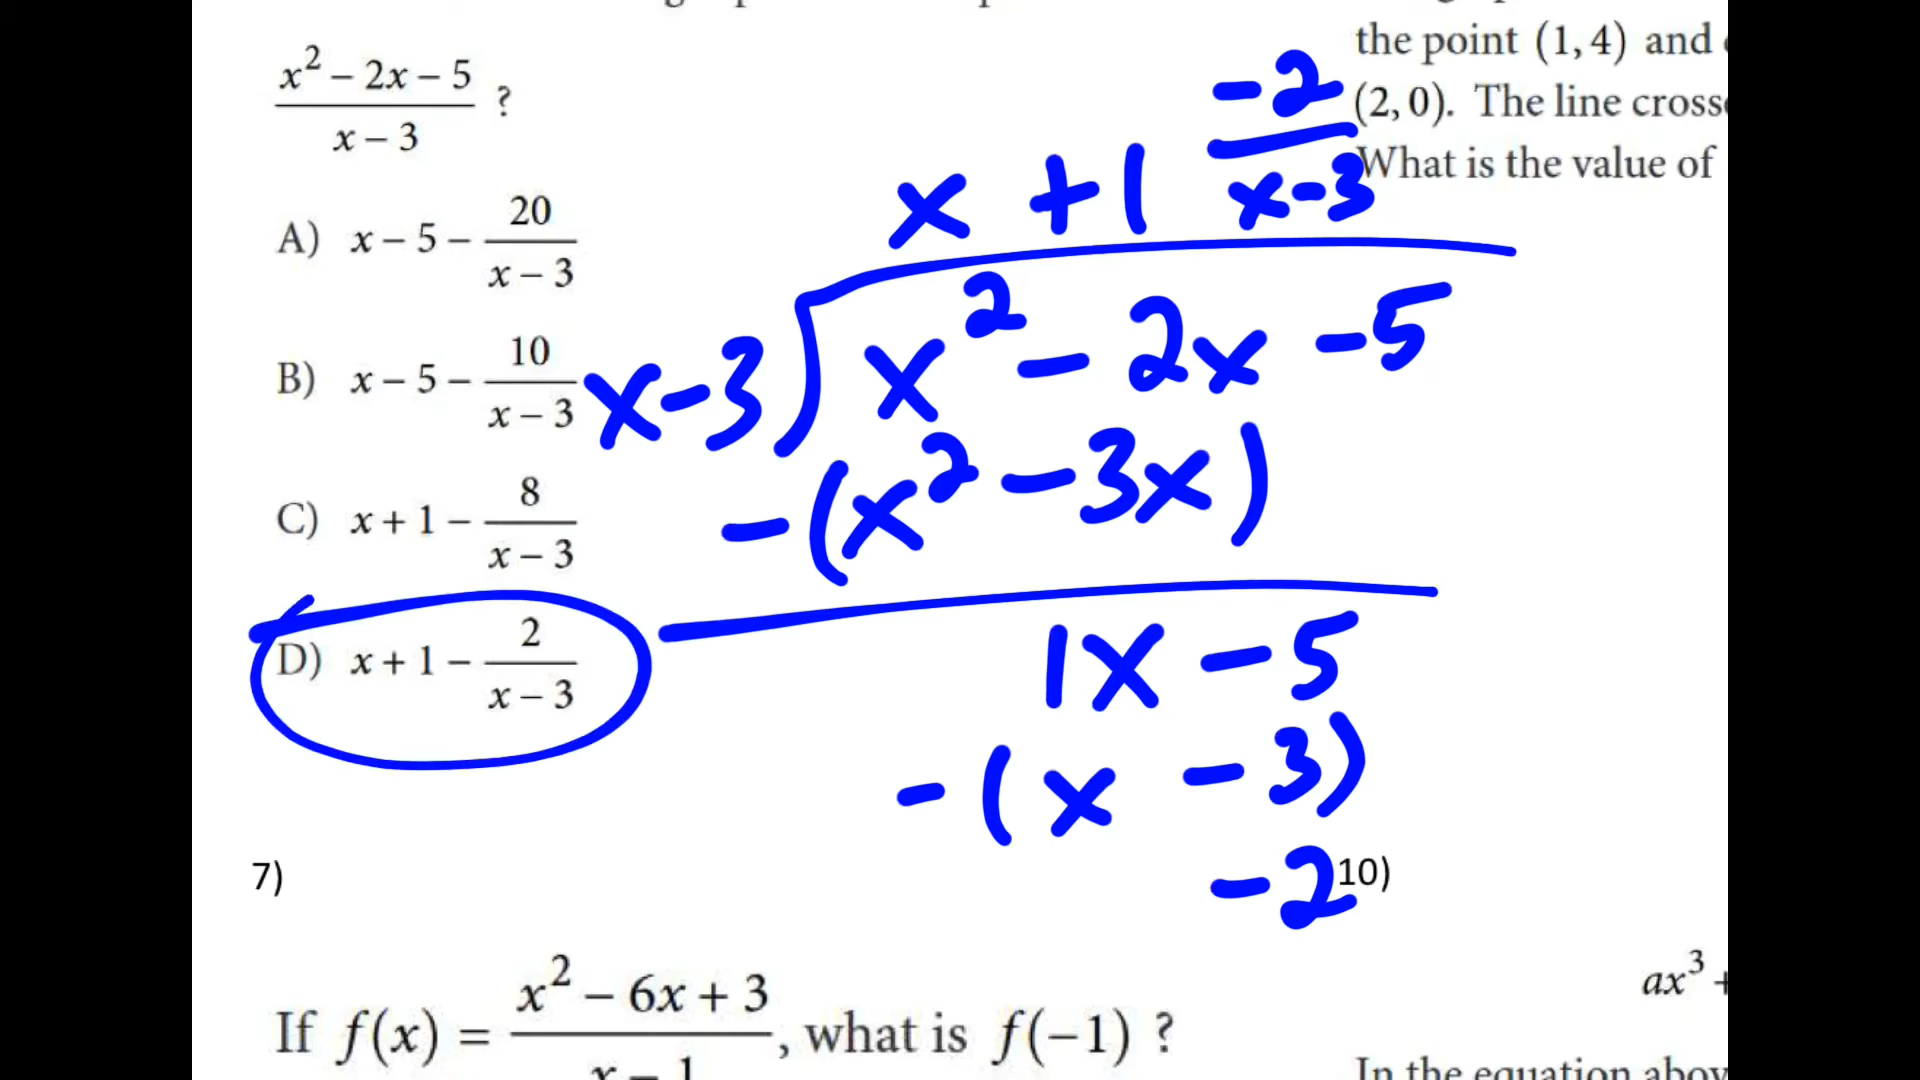 x² − 2x − 5
x − 3
?
A) x − 5 − 20/(x − 3)
B) x − 5 − 10/(x − 3)
C) x + 1 − 8/(x − 3)
D) x + 1 − 2/(x − 3)
x + 1 −2/(x−3)
x−3 ) x² − 2x − 5
−(x² − 3x)
1x − 5
−(x − 3)
−2
7)
If f(x) = (x² − 6x + 3)/(x − 1), what is f(−1) ?
the point (1, 4) and
(2, 0). The line
What is the value of
10)
ax³ +
In the equation